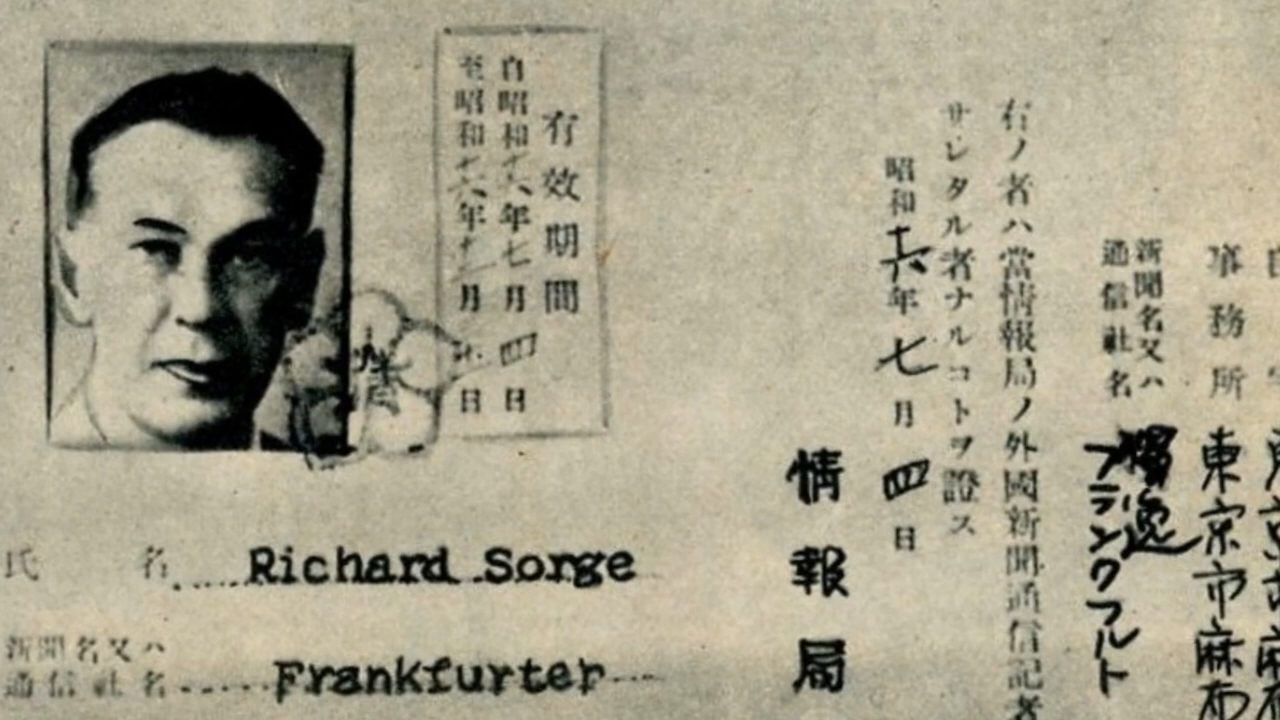 有效期間
自昭和十六年七月四日
至昭和十六年十二月 日
氏 名 Richard Sorge
新聞名又ハ
通信社名 Frankfurter
事務所 東京市麻布
新聞名又ハ
通信社名
獨逸
フランクフルト
右ノ者ハ當情報局ノ外國新聞通信記者
サレタル者ナルコトヲ證ス
昭和十六年七月四日
情報局